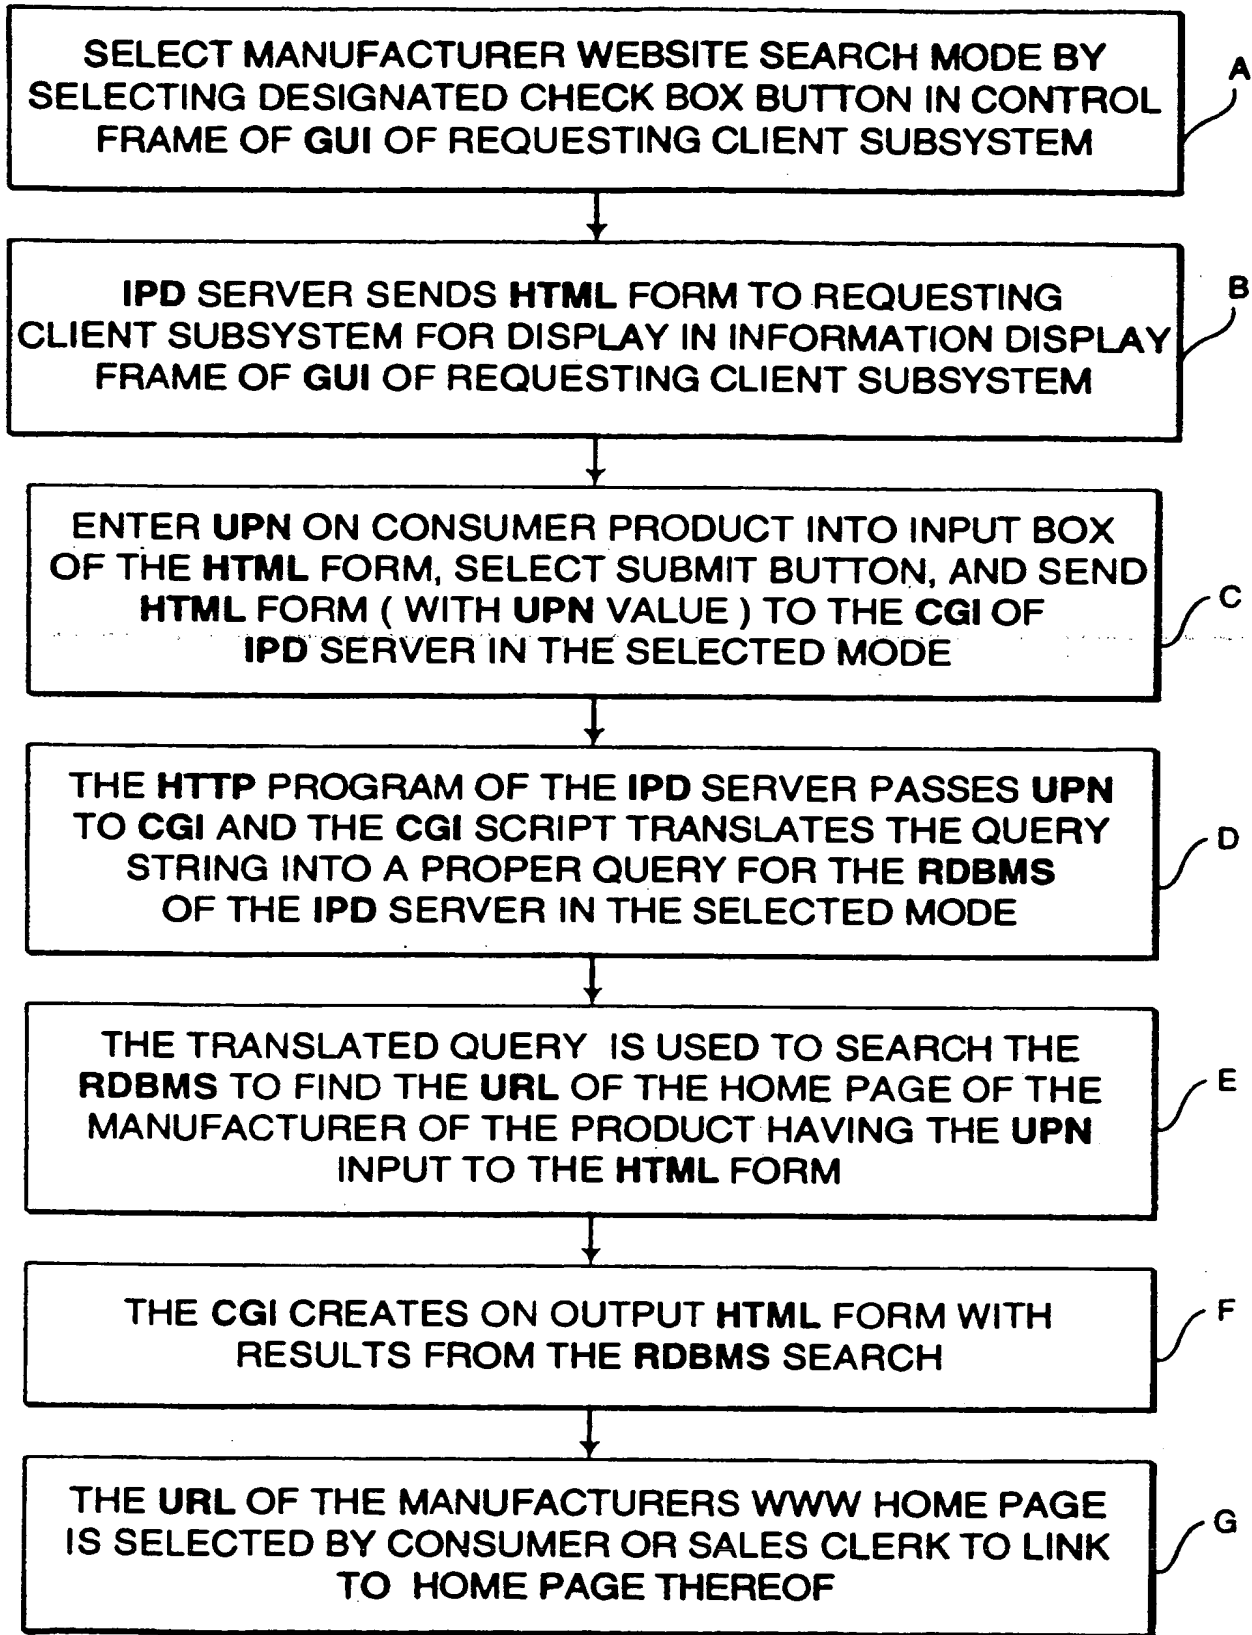 SELECT MANUFACTURER WEBSITE SEARCH MODE BY
SELECTING DESIGNATED CHECK BOX BUTTON IN CONTROL
FRAME OF GUI OF REQUESTING CLIENT SUBSYSTEM
A
IPD SERVER SENDS HTML FORM TO REQUESTING
CLIENT SUBSYSTEM FOR DISPLAY IN INFORMATION DISPLAY
FRAME OF GUI OF REQUESTING CLIENT SUBSYSTEM
B
ENTER UPN ON CONSUMER PRODUCT INTO INPUT BOX
OF THE HTML FORM, SELECT SUBMIT BUTTON, AND SEND
HTML FORM ( WITH UPN VALUE ) TO THE CGI OF
IPD SERVER IN THE SELECTED MODE
C
THE HTTP PROGRAM OF THE IPD SERVER PASSES UPN
TO CGI AND THE CGI SCRIPT TRANSLATES THE QUERY
STRING INTO A PROPER QUERY FOR THE RDBMS
OF THE IPD SERVER IN THE SELECTED MODE
D
THE TRANSLATED QUERY IS USED TO SEARCH THE
RDBMS TO FIND THE URL OF THE HOME PAGE OF THE
MANUFACTURER OF THE PRODUCT HAVING THE UPN
INPUT TO THE HTML FORM
E
THE CGI CREATES ON OUTPUT HTML FORM WITH
RESULTS FROM THE RDBMS SEARCH
F
THE URL OF THE MANUFACTURERS WWW HOME PAGE
IS SELECTED BY CONSUMER OR SALES CLERK TO LINK
TO HOME PAGE THEREOF
G